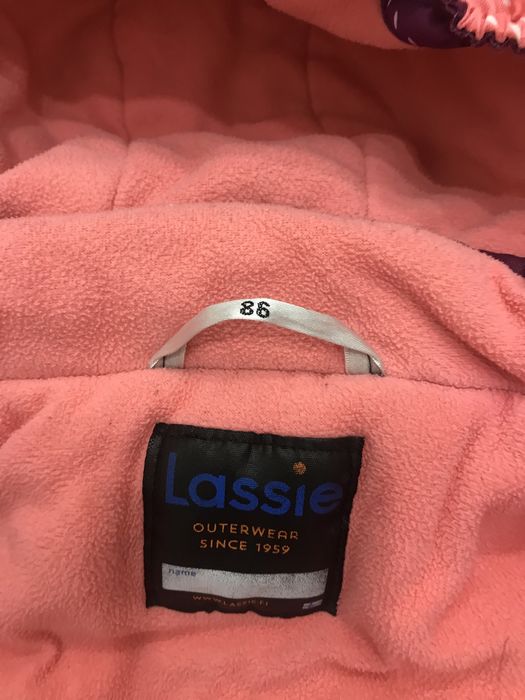 86
Lassie
OUTERWEAR
SINCE 1959
name
WWW.LASSIE.FI